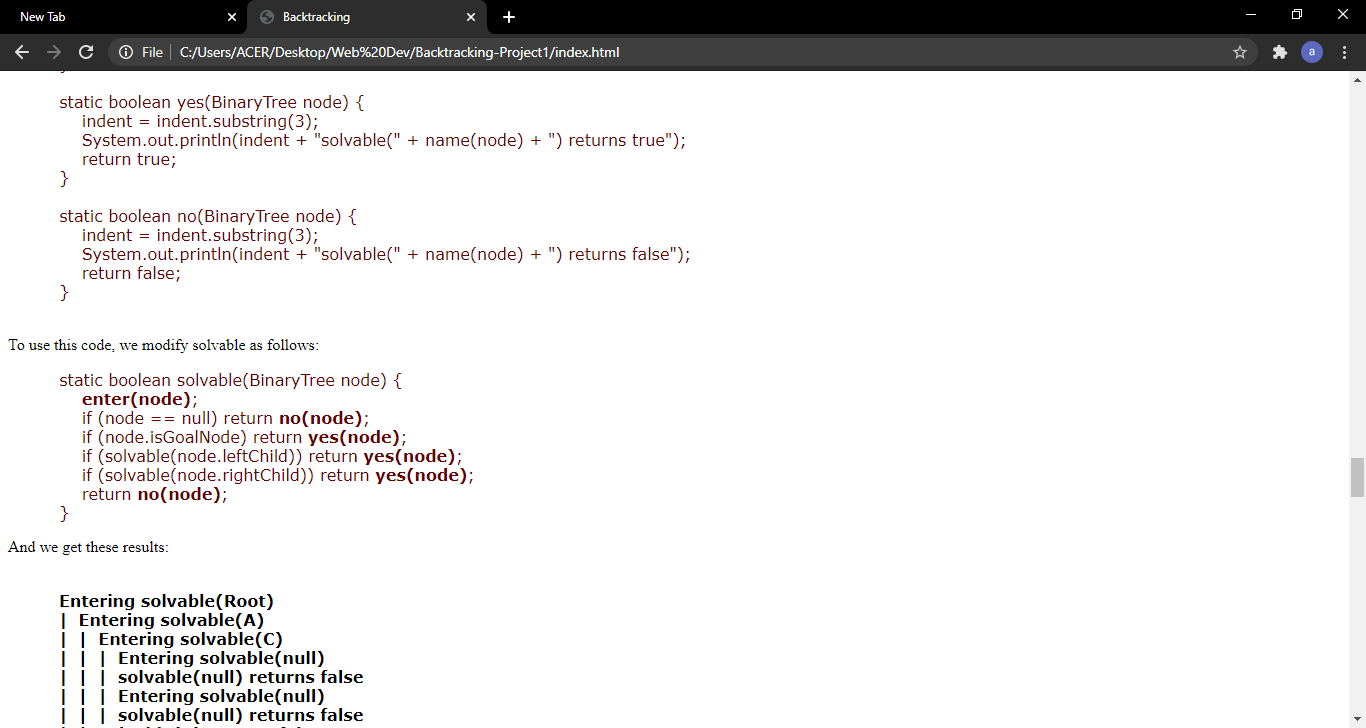 New Tab
Backtracking
File
C:/Users/ACER/Desktop/Web%20Dev/Backtracking-Project1/index.html
a
static boolean yes(BinaryTree node) {
indent = indent.substring(3);
System.out.println(indent + "solvable(" + name(node) + ") returns true");
return true;
}
static boolean no(BinaryTree node) {
indent = indent.substring(3);
System.out.println(indent + "solvable(" + name(node) + ") returns false");
return false;
}
To use this code, we modify solvable as follows:
static boolean solvable(BinaryTree node) {
enter(node);
if (node == null) return no(node);
if (node.isGoalNode) return yes(node);
if (solvable(node.leftChild)) return yes(node);
if (solvable(node.rightChild)) return yes(node);
return no(node);
}
And we get these results:
Entering solvable(Root)
| Entering solvable(A)
| | Entering solvable(C)
| | | Entering solvable(null)
| | | solvable(null) returns false
| | | Entering solvable(null)
| | | solvable(null) returns false